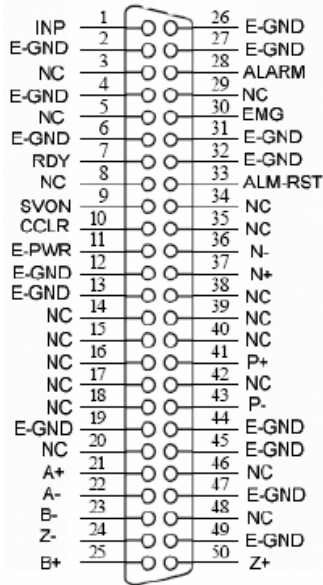 INP 1 26 E-GND
E-GND 2 27 E-GND
NC 3 28 ALARM
E-GND 4 29 NC
NC 5 30 EMG
E-GND 6 31 E-GND
RDY 7 32 E-GND
NC 8 33 ALM-RST
SVON 9 34 NC
CCLR 10 35 NC
E-PWR 11 36 N-
E-GND 12 37 N+
E-GND 13 38 NC
NC 14 39 NC
NC 15 40 NC
NC 16 41 P+
NC 17 42 NC
NC 18 43 P-
E-GND 19 44 E-GND
NC 20 45 E-GND
A+ 21 46 NC
A- 22 47 E-GND
B- 23 48 NC
Z- 24 49 E-GND
B+ 25 50 Z+